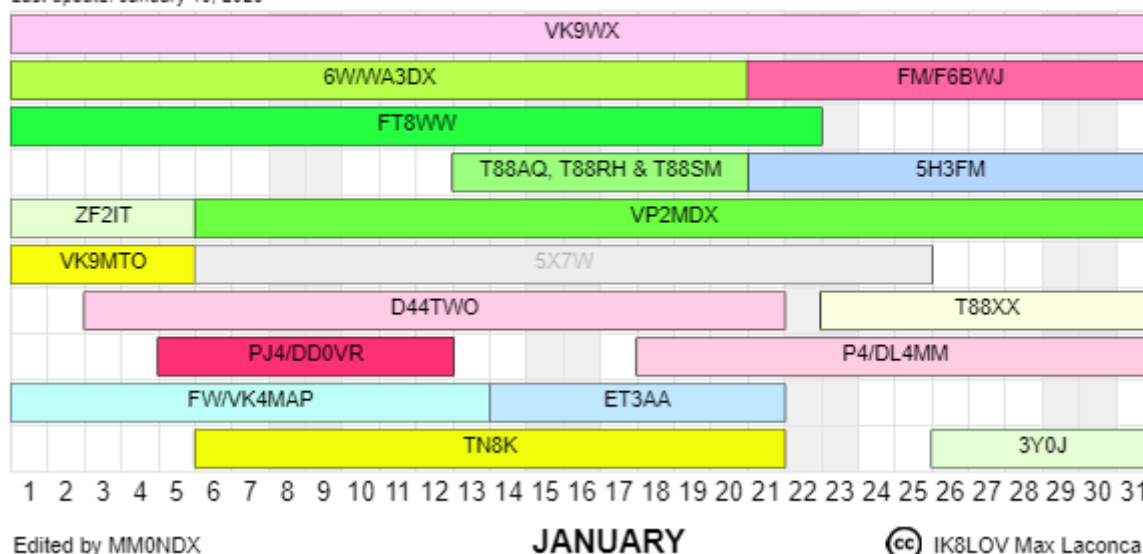 VK9WX
6W/WA3DX FM/F6BWJ
FT8WW
T88AQ, T88RH & T88SM 5H3FM
ZF2IT VP2MDX
VK9MTO 5X7W
D44TWO T88XX
PJ4/DD0VR P4/DL4MM
FW/VK4MAP ET3AA
TN8K 3Y0J
1 2 3 4 5 6 7 8 9 10 11 12 13 14 15 16 17 18 19 20 21 22 23 24 25 26 27 28 29 30 31
Edited by MM0NDX JANUARY cc IK8LOV Max Laconca